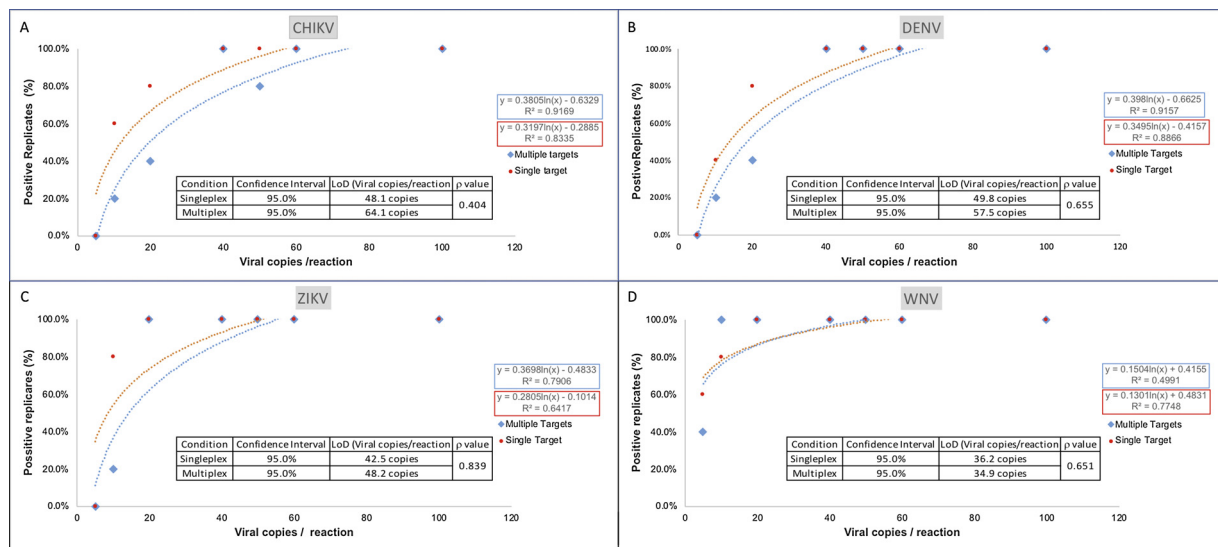 A
CHIKV
100.0%
80.0%
60.0%
40.0%
20.0%
0.0%
Positive Replicates (%)
0 20 40 60 80 100 120
Viral copies /reaction
y = 0.3805ln(x) - 0.6329
R² = 0.9169
y = 0.3197ln(x) - 0.2885
R² = 0.8335
Multiple Targets
Single target
Condition Confidence Interval LoD (Viral copies/reaction ρ value
Singleplex 95.0% 48.1 copies 0.404
Multiplex 95.0% 64.1 copies
B
DENV
100.0%
80.0%
60.0%
40.0%
20.0%
0.0%
PostiveReplicates (%)
0 20 40 60 80 100 120
Viral copies / reaction
y = 0.398ln(x) - 0.6625
R² = 0.9157
y = 0.3495ln(x) - 0.4157
R² = 0.8866
Multiple Targets
Single Target
Condition Confidence Interval LoD (Viral copies/reaction ρ value
Singleplex 95.0% 49.8 copies 0.655
Multiplex 95.0% 57.5 copies
C
ZIKV
100.0%
80.0%
60.0%
40.0%
20.0%
0.0%
Possitive replicares (%)
0 20 40 60 80 100 120
Viral copies / reaction
y = 0.3698ln(x) - 0.4833
R² = 0.7906
y = 0.2805ln(x) - 0.1014
R² = 0.6417
Multiple Targets
Single Target
Condition Confidence Interval LoD (Viral copies/reaction ρ value
Singleplex 95.0% 42.5 copies 0.839
Multiplex 95.0% 48.2 copies
D
WNV
100.0%
80.0%
60.0%
40.0%
20.0%
0.0%
Positive replicates (%)
0 20 40 60 80 100 120
Viral copies / reaction
y = 0.1504ln(x) + 0.4155
R² = 0.4991
y = 0.1301ln(x) + 0.4831
R² = 0.7748
Multiple Targets
Single Target
Condition Confidence Interval LoD (Viral copies/reaction ρ value
Singleplex 95.0% 36.2 copies 0.651
Multiplex 95.0% 34.9 copies